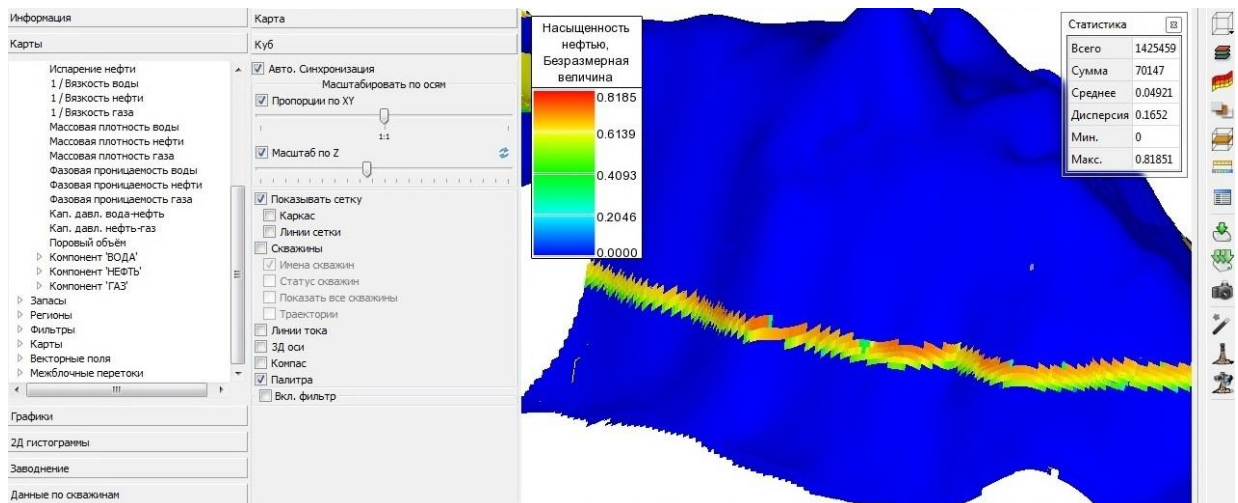 Информация
Карты
Испарение нефти
1 / Вязкость воды
1 / Вязкость нефти
1 / Вязкость газа
Массовая плотность воды
Массовая плотность нефти
Массовая плотность газа
Фазовая проницаемость воды
Фазовая проницаемость нефти
Фазовая проницаемость газа
Кап. давл. вода-нефть
Кап. давл. нефть-газ
Поровый объём
Компонент 'ВОДА'
Компонент 'НЕФТЬ'
Компонент 'ГАЗ'
Запасы
Регионы
Фильтры
Карты
Векторные поля
Межблочные перетоки
Графики
2Д гистограммы
Заводнение
Данные по скважинам
Карта
Куб
Авто. Синхронизация
Масштабировать по осям
Пропорции по XY
1:1
Масштаб по Z
Показывать сетку
Каркас
Линии сетки
Скважины
Имена скважин
Статус скважин
Показать все скважины
Траектории
Линии тока
3Д оси
Компас
Палитра
Вкл. фильтр
Насыщенность
нефтью,
Безразмерная
величина
0.8185
0.6139
0.4093
0.2046
0.0000
Статистика
Всего 1425459
Сумма 70147
Среднее 0.04921
Дисперсия 0.1652
Мин. 0
Макс. 0.81851